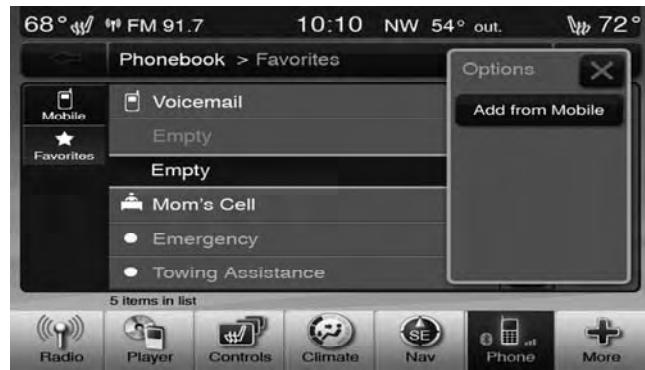 68° FM 91.7 10:10 NW 54° out. 72°
Phonebook > Favorites
Options
Mobile
Voicemail
Add from Mobile
Empty
Favorites
Empty
Mom's Cell
Emergency
Towing Assistance
5 items in list
Radio Player Controls Climate SE Nav Phone More